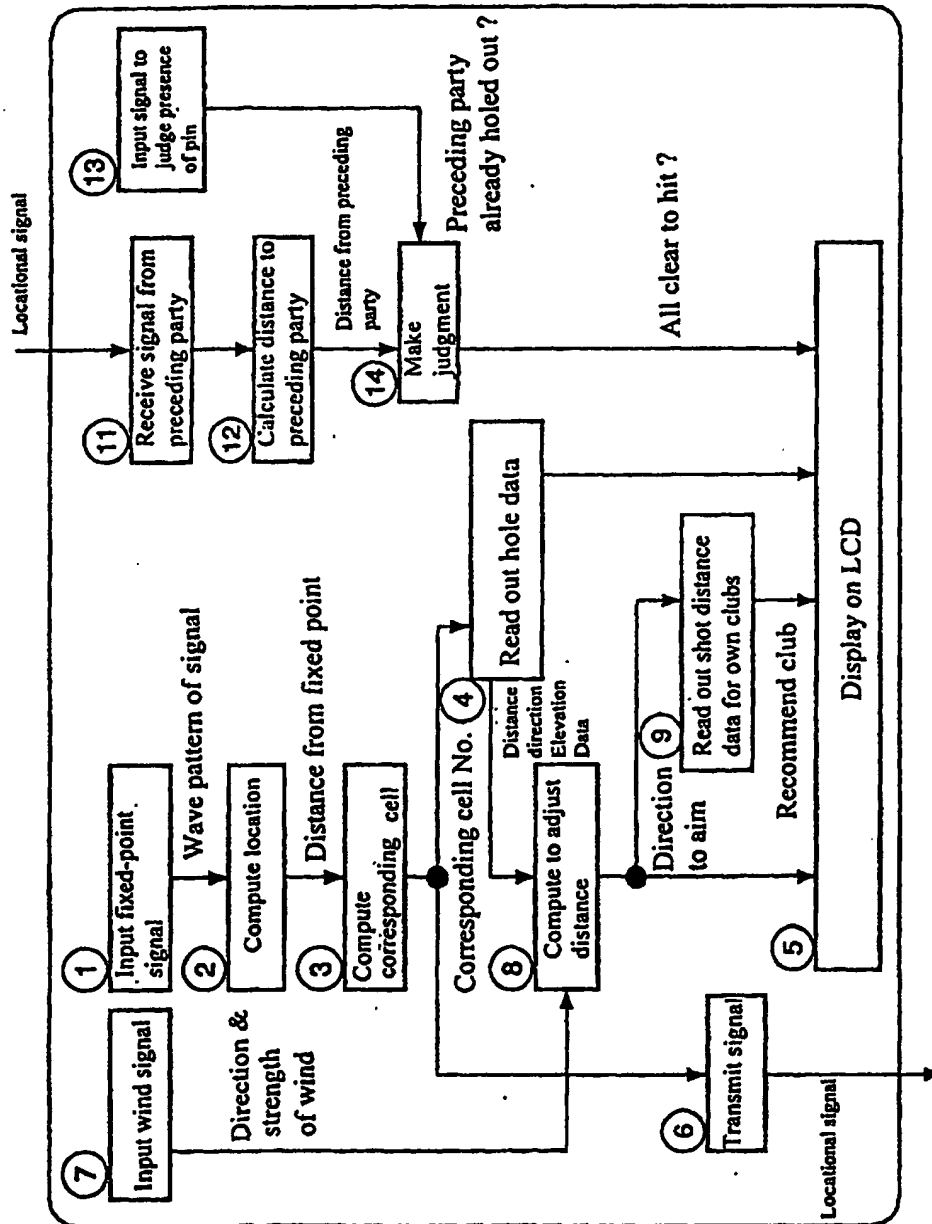 Locational signal
13
Input signal to
judge presence
of pin
11
Receive signal from
preceding party
12
Calculate distance to
preceding party
Distance from preceding
party
14
Make
judgment
Preceding party
already holed out ?
All clear to hit ?
7
Input wind signal
Direction &
strength
of wind
1
Input fixed-point
signal
Wave pattern of signal
2
Compute location
Distance from fixed point
3
Compute
corresponding cell
Corresponding cell No.
4
Read out hole data
Distance
direction
Elevation
Data
8
Compute to adjust
distance
Direction
to aim
9
Read out shot distance
data for own clubs
Recommend club
5
Display on LCD
6
Transmit signal
Locational signal